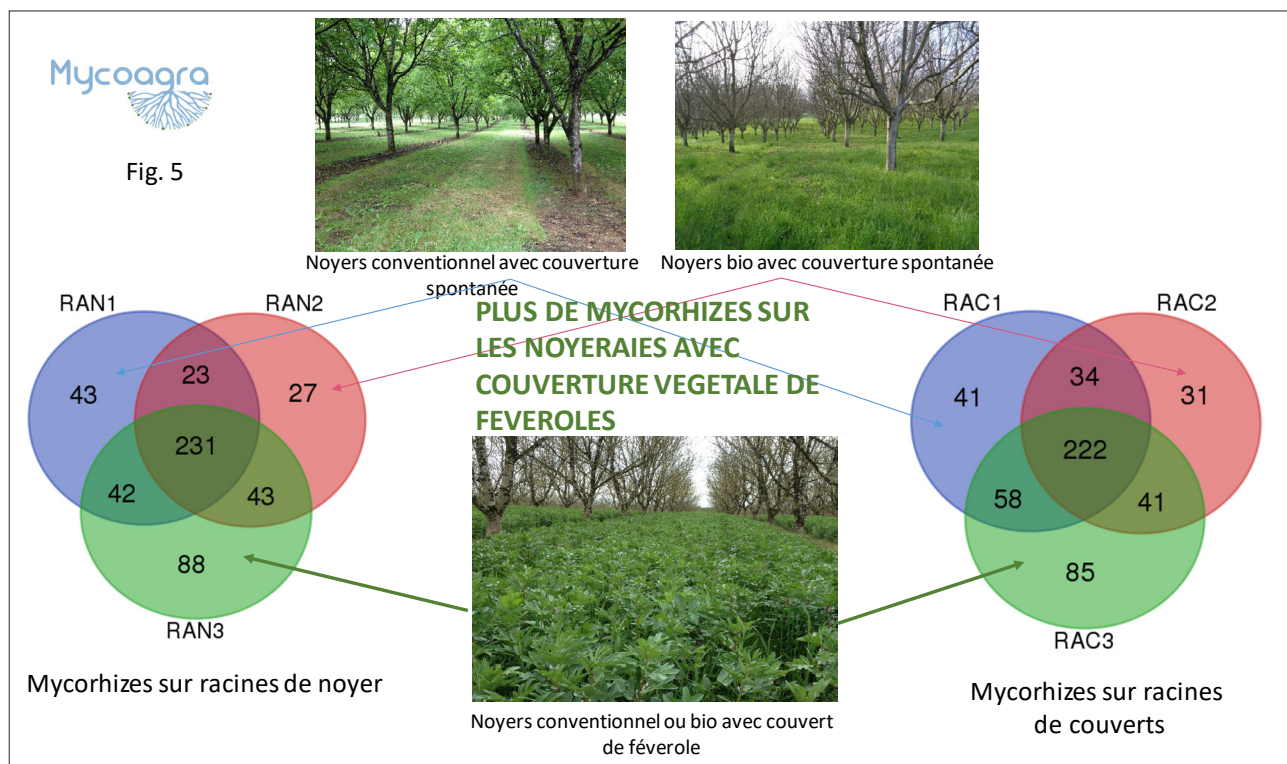 Mycoagra
Fig. 5
Noyers conventionnel avec couverture
spontanée
Noyers bio avec couverture spontanée
PLUS DE MYCORHIZES SUR
LES NOYERAIES AVEC
COUVERTURE VEGETALE DE
FEVEROLES
RAN1
RAN2
43
23
27
231
42
43
88
RAN3
Mycorhizes sur racines de noyer
RAC1
RAC2
41
34
31
222
58
41
85
RAC3
Mycorhizes sur racines
de couverts
Noyers conventionnel ou bio avec couvert
de féverole